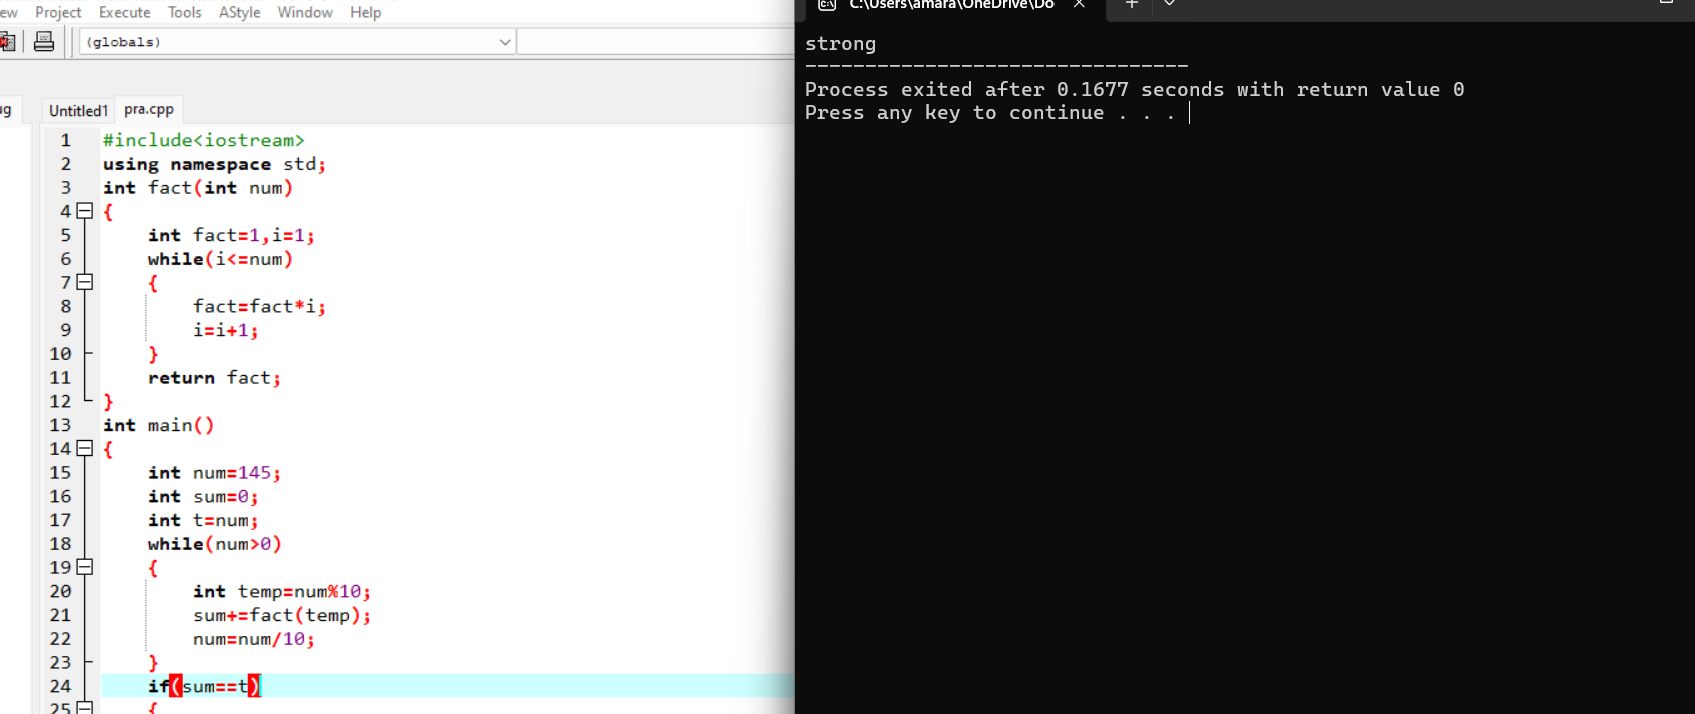 ew Project Execute Tools AStyle Window Help
(globals)
ug Untitled1 pra.cpp
1 #include<iostream>
2 using namespace std;
3 int fact(int num)
4 {
5 int fact=1,i=1;
6 while(i<=num)
7 {
8 fact=fact*i;
9 i=i+1;
10 }
11 return fact;
12 }
13 int main()
14 {
15 int num=145;
16 int sum=0;
17 int t=num;
18 while(num>0)
19 {
20 int temp=num%10;
21 sum+=fact(temp);
22 num=num/10;
23 }
24 if(sum==t)
25 {
C:\Users\amara\OneDrive\Do
strong
--------------------------------
Process exited after 0.1677 seconds with return value 0
Press any key to continue . . .